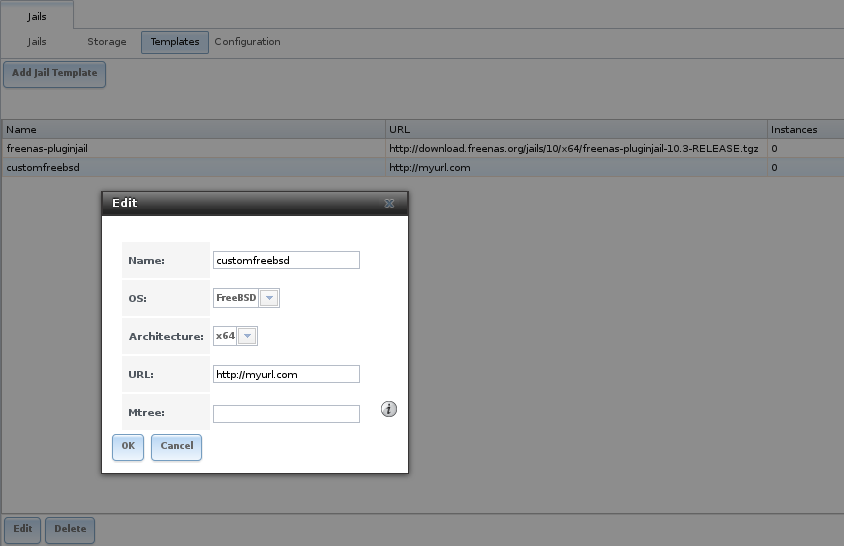 Jails
Jails Storage Templates Configuration
Add Jail Template
Name URL Instances
freenas-pluginjail http://download.freenas.org/jails/10/x64/freenas-pluginjail-10.3-RELEASE.tgz 0
customfreebsd http://myurl.com 0
Edit
Name: customfreebsd
OS: FreeBSD
Architecture: x64
URL: http://myurl.com
Mtree: i
OK Cancel
Edit Delete